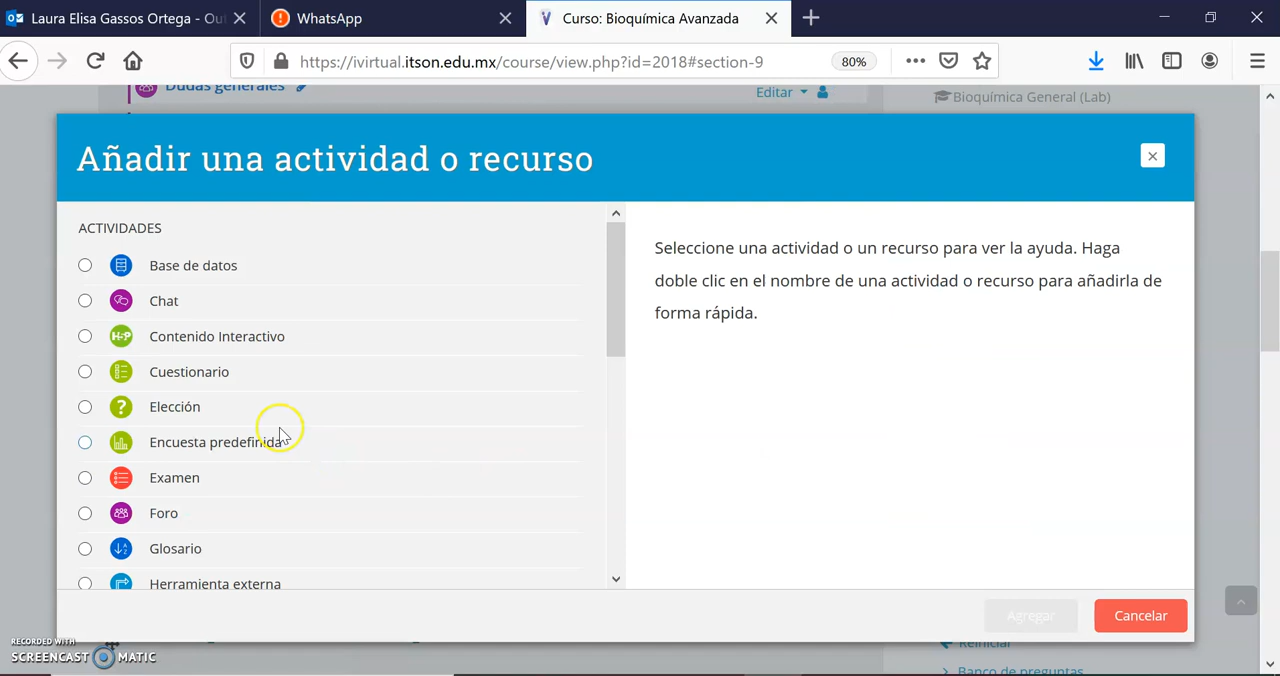 Laura Elisa Gassos Ortega - Out
WhatsApp
Curso: Bioquímica Avanzada
https://ivirtual.itson.edu.mx/course/view.php?id=2018#section-9
80%
Dudas generales
Editar
Bioquímica General (Lab)
Añadir una actividad o recurso
ACTIVIDADES
Base de datos
Chat
H-P
Contenido Interactivo
Cuestionario
Elección
Encuesta predefinida
Examen
Foro
Glosario
Herramienta externa
Seleccione una actividad o un recurso para ver la ayuda. Haga
doble clic en el nombre de una actividad o recurso para añadirla de
forma rápida.
Agregar
Cancelar
Reiniciar
Banco de preguntas
RECORDED WITH
SCREENCAST MATIC